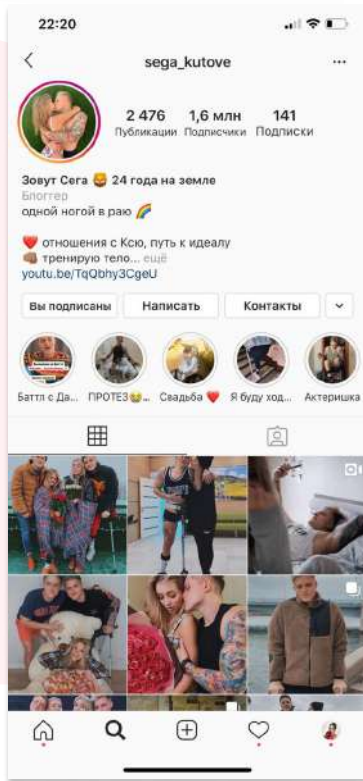 22:20
sega_kutove
2 476 1,6 млн 141
Публикации Подписчики Подписки
Зовут Сега 🦁 24 года на земле
Блоггер
одной ногой в раю 🌈
❤️ отношения с Ксю, путь к идеалу
👊🏽 тренирую тело... ещё
youtu.be/TqQbhy3CgeU
Вы подписаны Написать Контакты
Баттл с Да... ПРОТЕЗ😭... Свадьба ❤️ Я буду ход... Актеришка